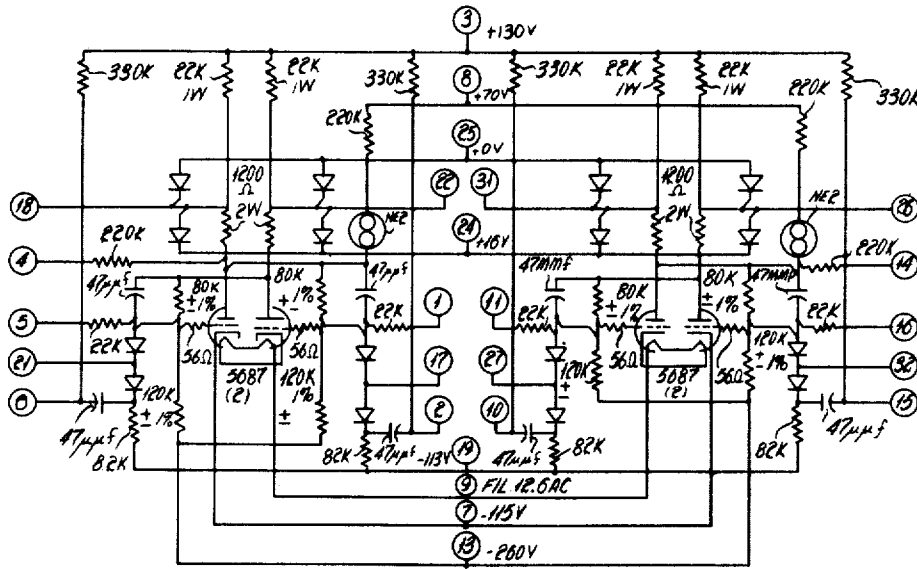 3
+130V
330K
22K
1W
22K
1W
330K
8
+70V
330K
22K
1W
22K
1W
220K
330K
220K
25
+0V
18
1200
Ω
2W
22
31
1200
Ω
2W
26
NE2
NE2
24
+16V
4
220K
220K
14
47μμf
80K
± 1%
80K
± 1%
47μμf
47mmf
80K
± 1%
80K
± 1%
47mmf
5
22K
56Ω
56Ω
22K
1
11
22K
56Ω
56Ω
22K
16
21
5687
(2)
17
27
5687
(2)
32
120K
± 1%
120K
1%
±
120K
±
120K
± 1%
6
47μμf
82K
82K
47μμf
2
10
47μμf
82K
82K
47μμf
15
-113V
19
9
FIL 12.6AC
7
-115V
13
-260V